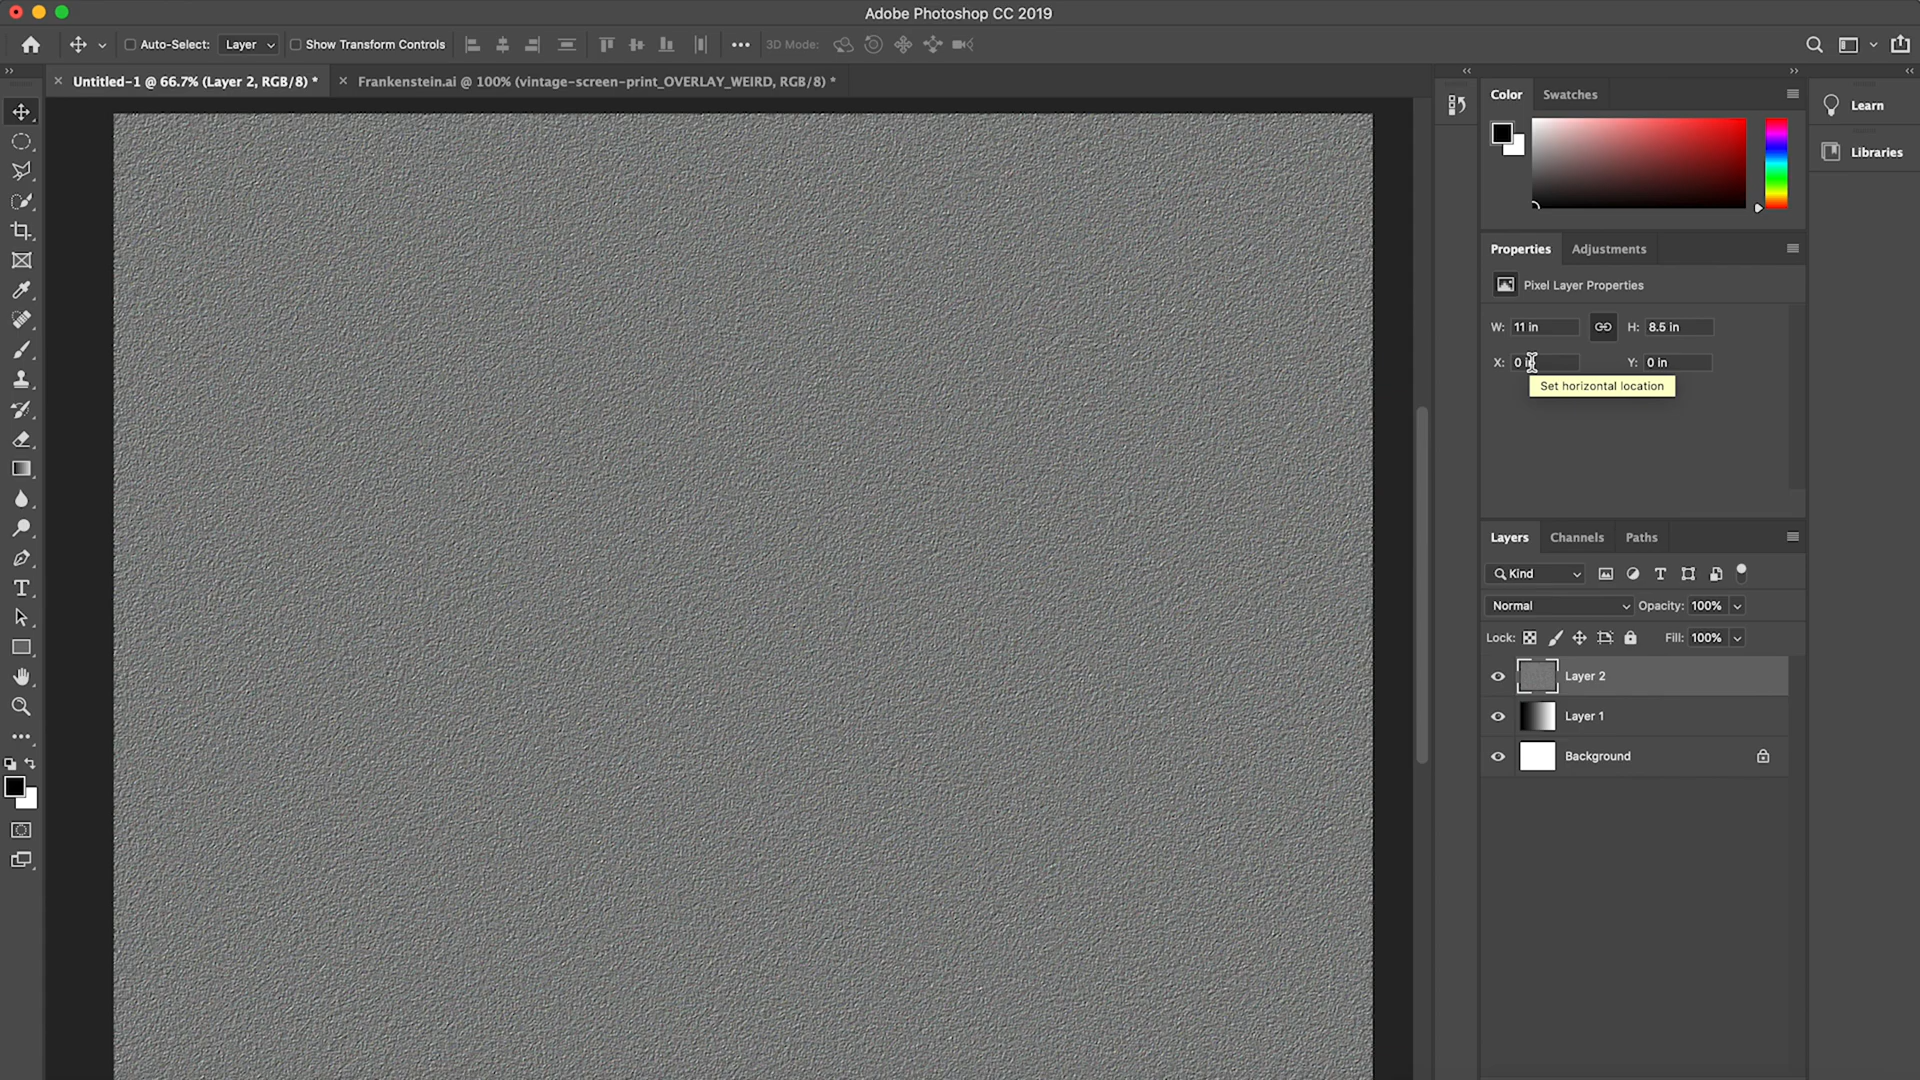 Adobe Photoshop CC 2019
Auto-Select: Layer Show Transform Controls 3D Mode:
Untitled-1 @ 66.7% (Layer 2, RGB/8) * Frankenstein.ai @ 100% (vintage-screen-print_OVERLAY_WEIRD, RGB/8) *
Color Swatches
Learn
Libraries
Properties Adjustments
Pixel Layer Properties
W: 11 in H: 8.5 in
X: 0 in Y: 0 in
Set horizontal location
Layers Channels Paths
Kind
Normal Opacity: 100%
Lock: Fill: 100%
Layer 2
Layer 1
Background